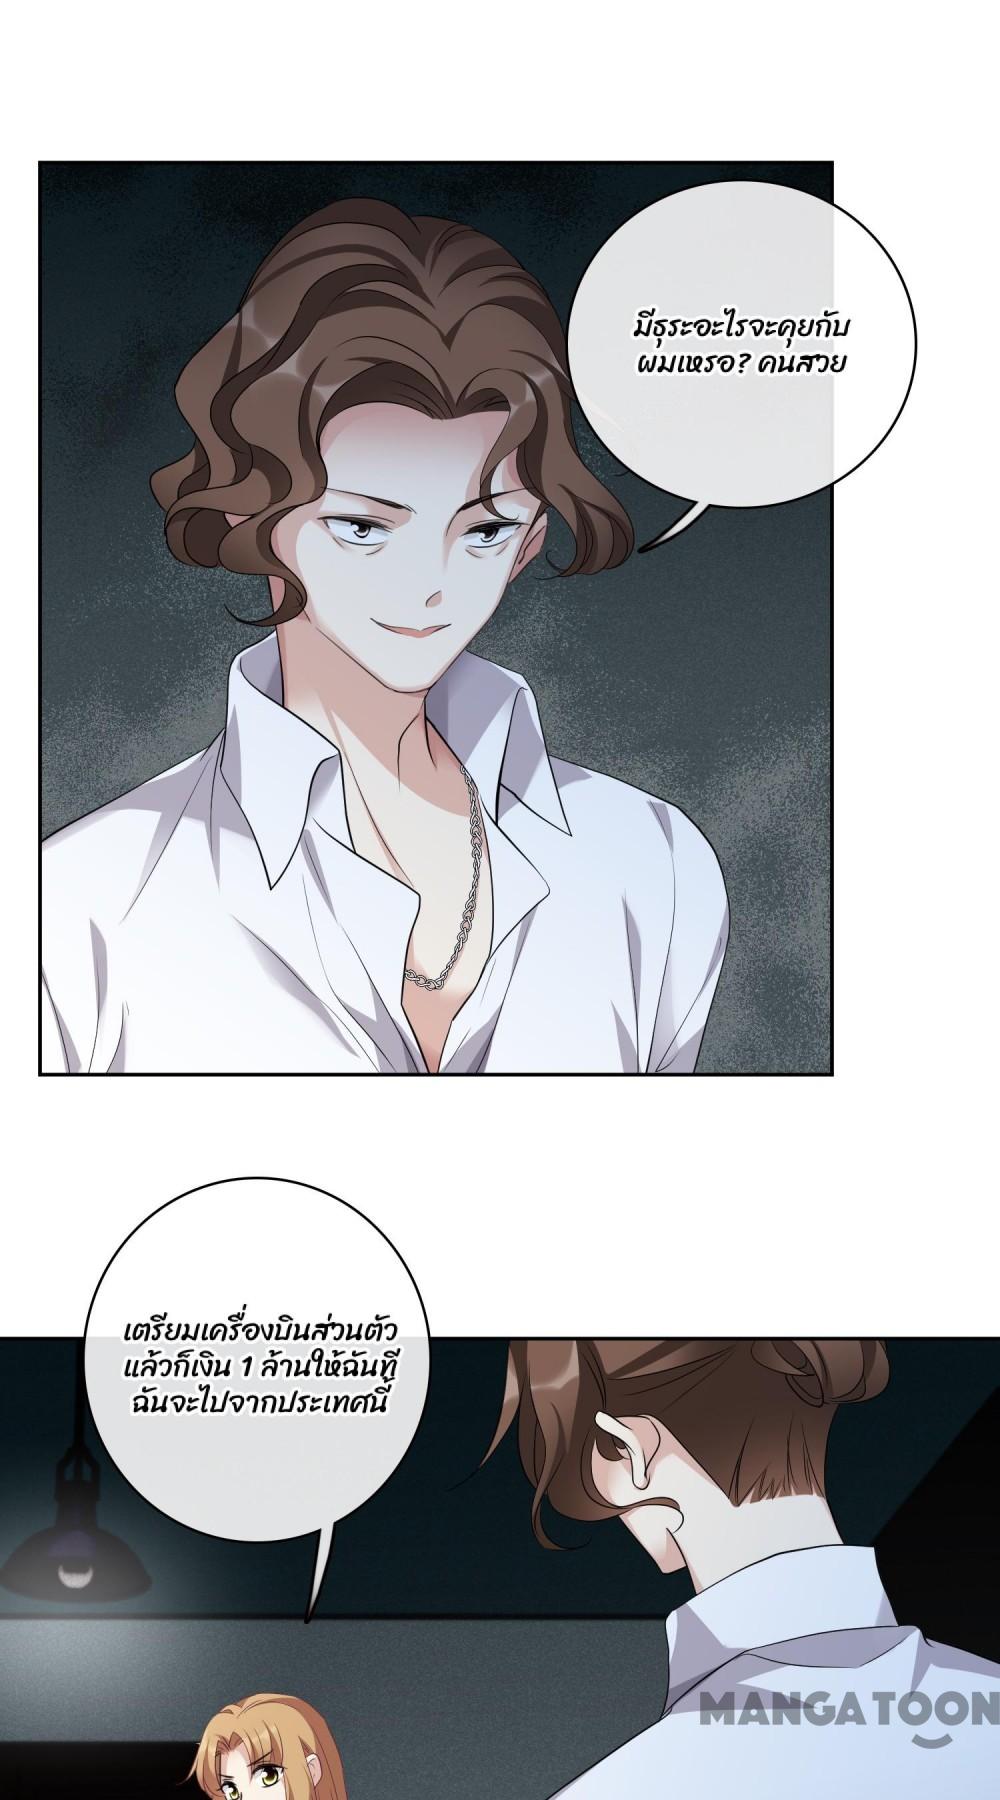 มีธุระอะไรจะคุยกับ
ผมเหรอ? คนสวย
เตรียมเครื่องบินส่วนตัว
แล้วก็เงิน 1 ล้านให้ฉันที
ฉันจะไปจากประเทศนี้
MANGATOON